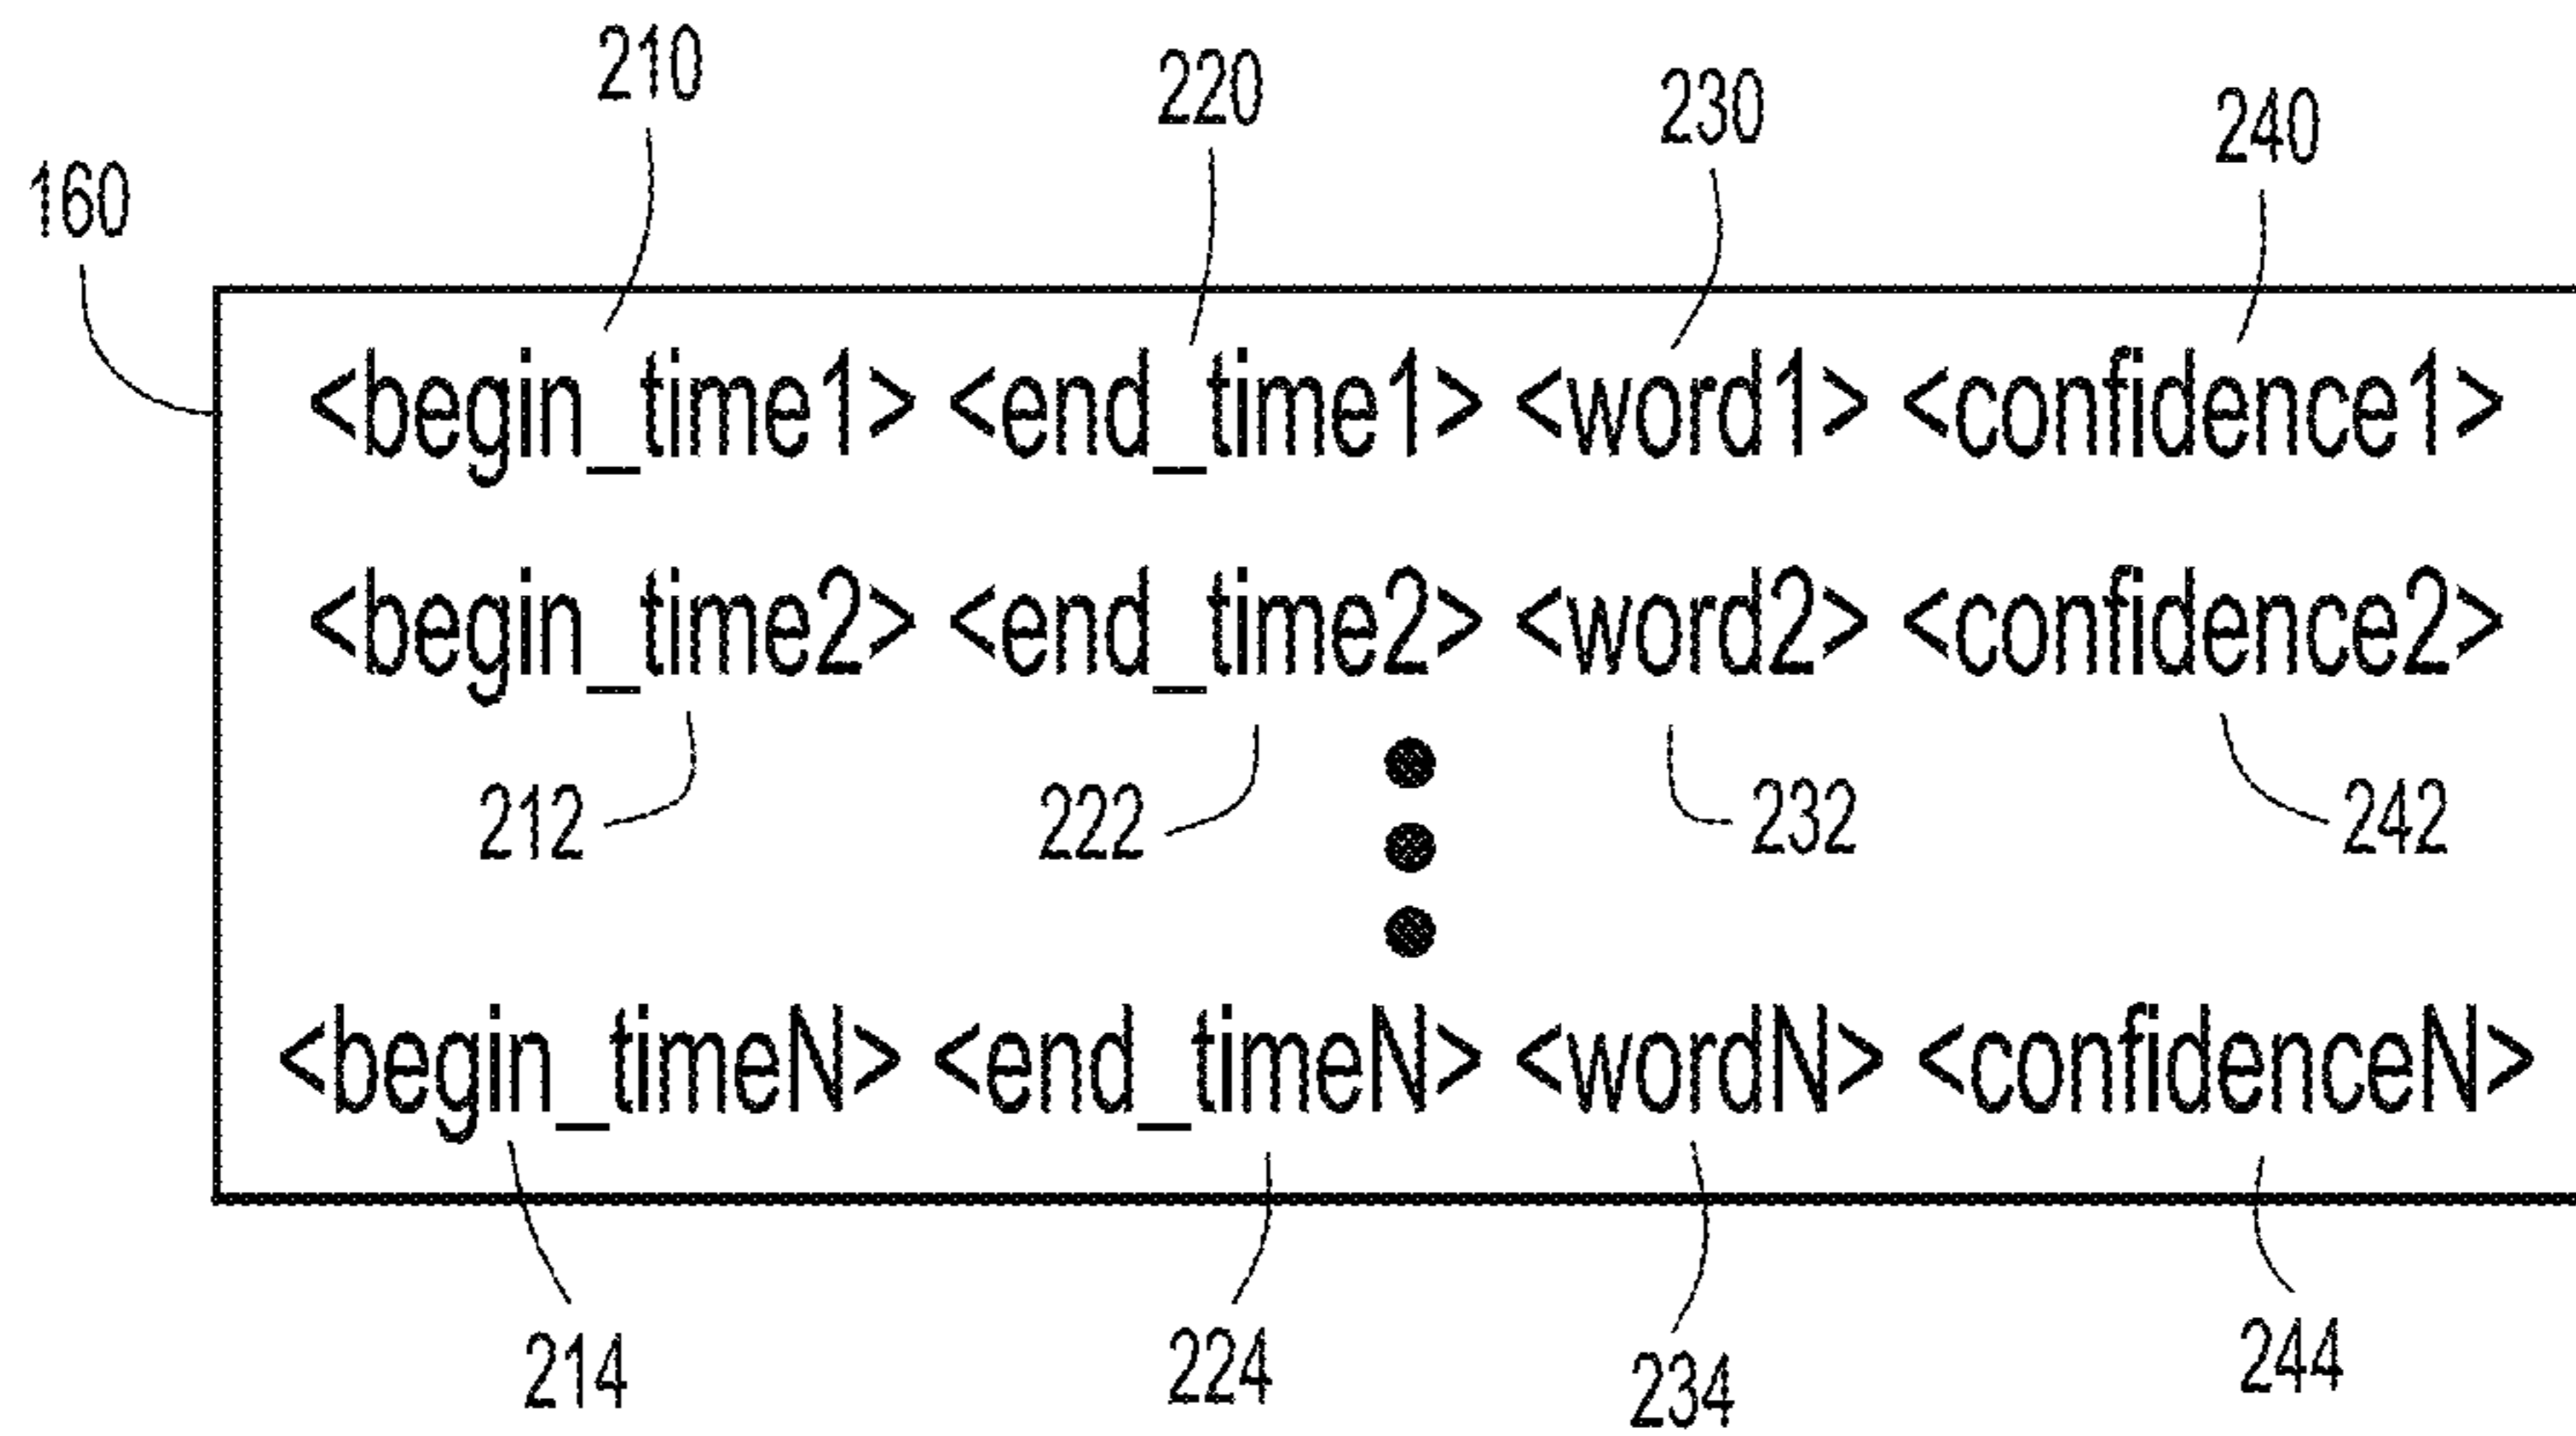 210
220
230
240
160
<begin_time1> <end_time1> <word1> <confidence1>
<begin_time2> <end_time2> <word2> <confidence2>
212 222 232 242
<begin_timeN> <end_timeN> <wordN> <confidenceN>
214 224 234 244